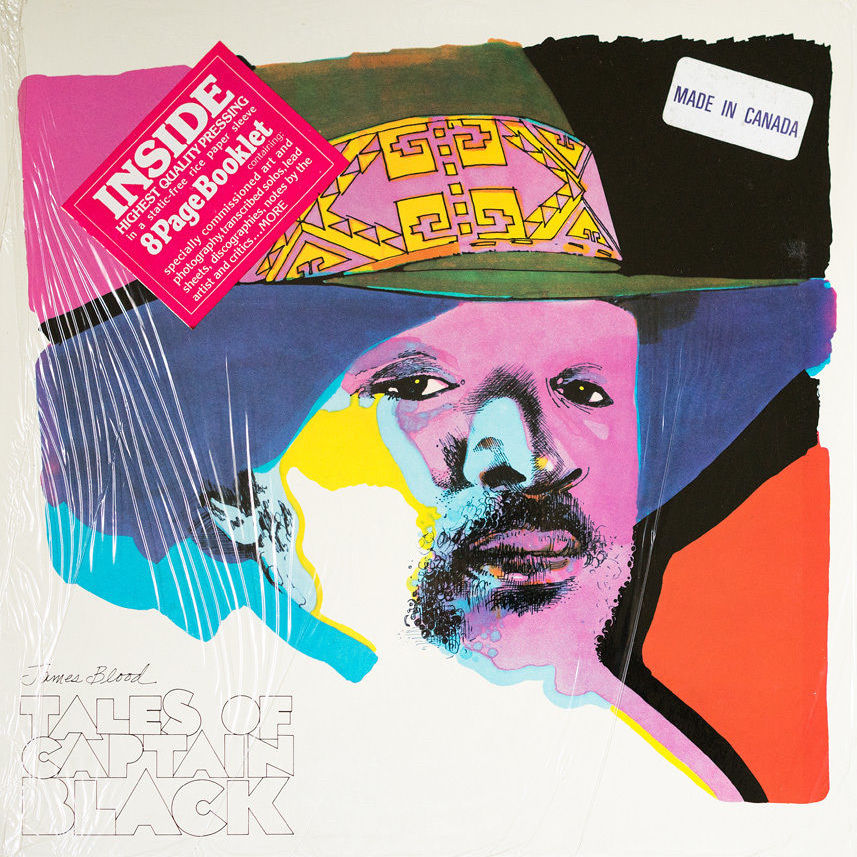 INSIDE
HIGHEST QUALITY PRESSING
in a static-free rice paper sleeve
8 Page Booklet containing:
specially commissioned art and
photography, transcribed solos, lead
sheets, discographies, notes by the
artist and critics....MORE
MADE IN CANADA
James Blood
TALES OF
CAPTAIN
BLACK